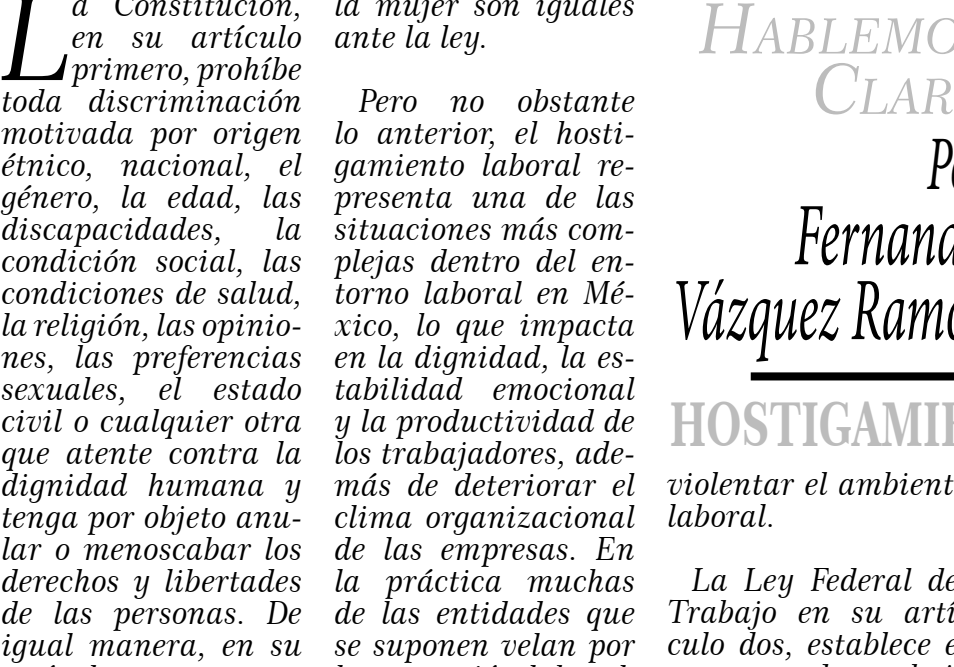 La Constitución,
en su artículo
primero, prohíbe
toda discriminación
motivada por origen
étnico, nacional, el
género, la edad, las
discapacidades, la
condición social, las
condiciones de salud,
la religión, las opinio-
nes, las preferencias
sexuales, el estado
civil o cualquier otra
que atente contra la
dignidad humana y
tenga por objeto anu-
lar o menoscabar los
derechos y libertades
de las personas. De
igual manera, en su
la mujer son iguales
ante la ley.
Pero no obstante
lo anterior, el hosti-
gamiento laboral re-
presenta una de las
situaciones más com-
plejas dentro del en-
torno laboral en Mé-
xico, lo que impacta
en la dignidad, la es-
tabilidad emocional
y la productividad de
los trabajadores, ade-
más de deteriorar el
clima organizacional
de las empresas. En
la práctica muchas
de las entidades que
se suponen velan por
HABLEMO
CLAR
Fernand
Vázquez Ramo
HOSTIGAMIE
violentar el ambient
laboral.
La Ley Federal de
Trabajo en su artí
culo dos, establece e